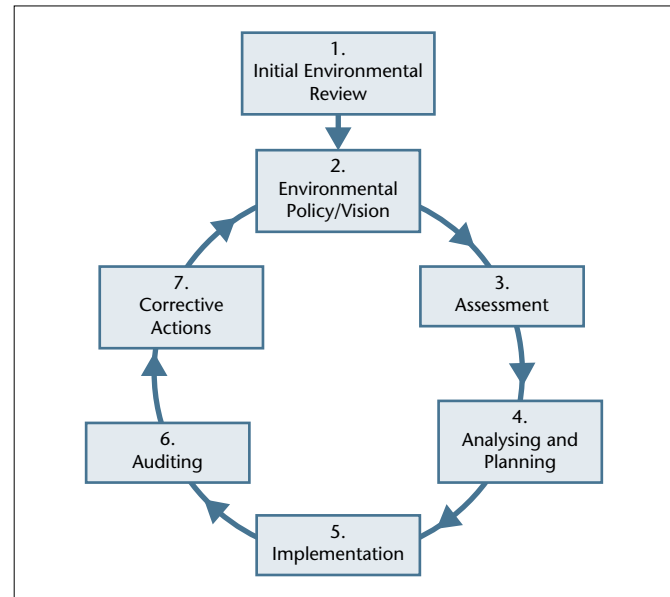 1.
Initial Environmental
Review
2.
Environmental
Policy/Vision
3.
Assessment
4.
Analysing and
Planning
5.
Implementation
6.
Auditing
7.
Corrective
Actions